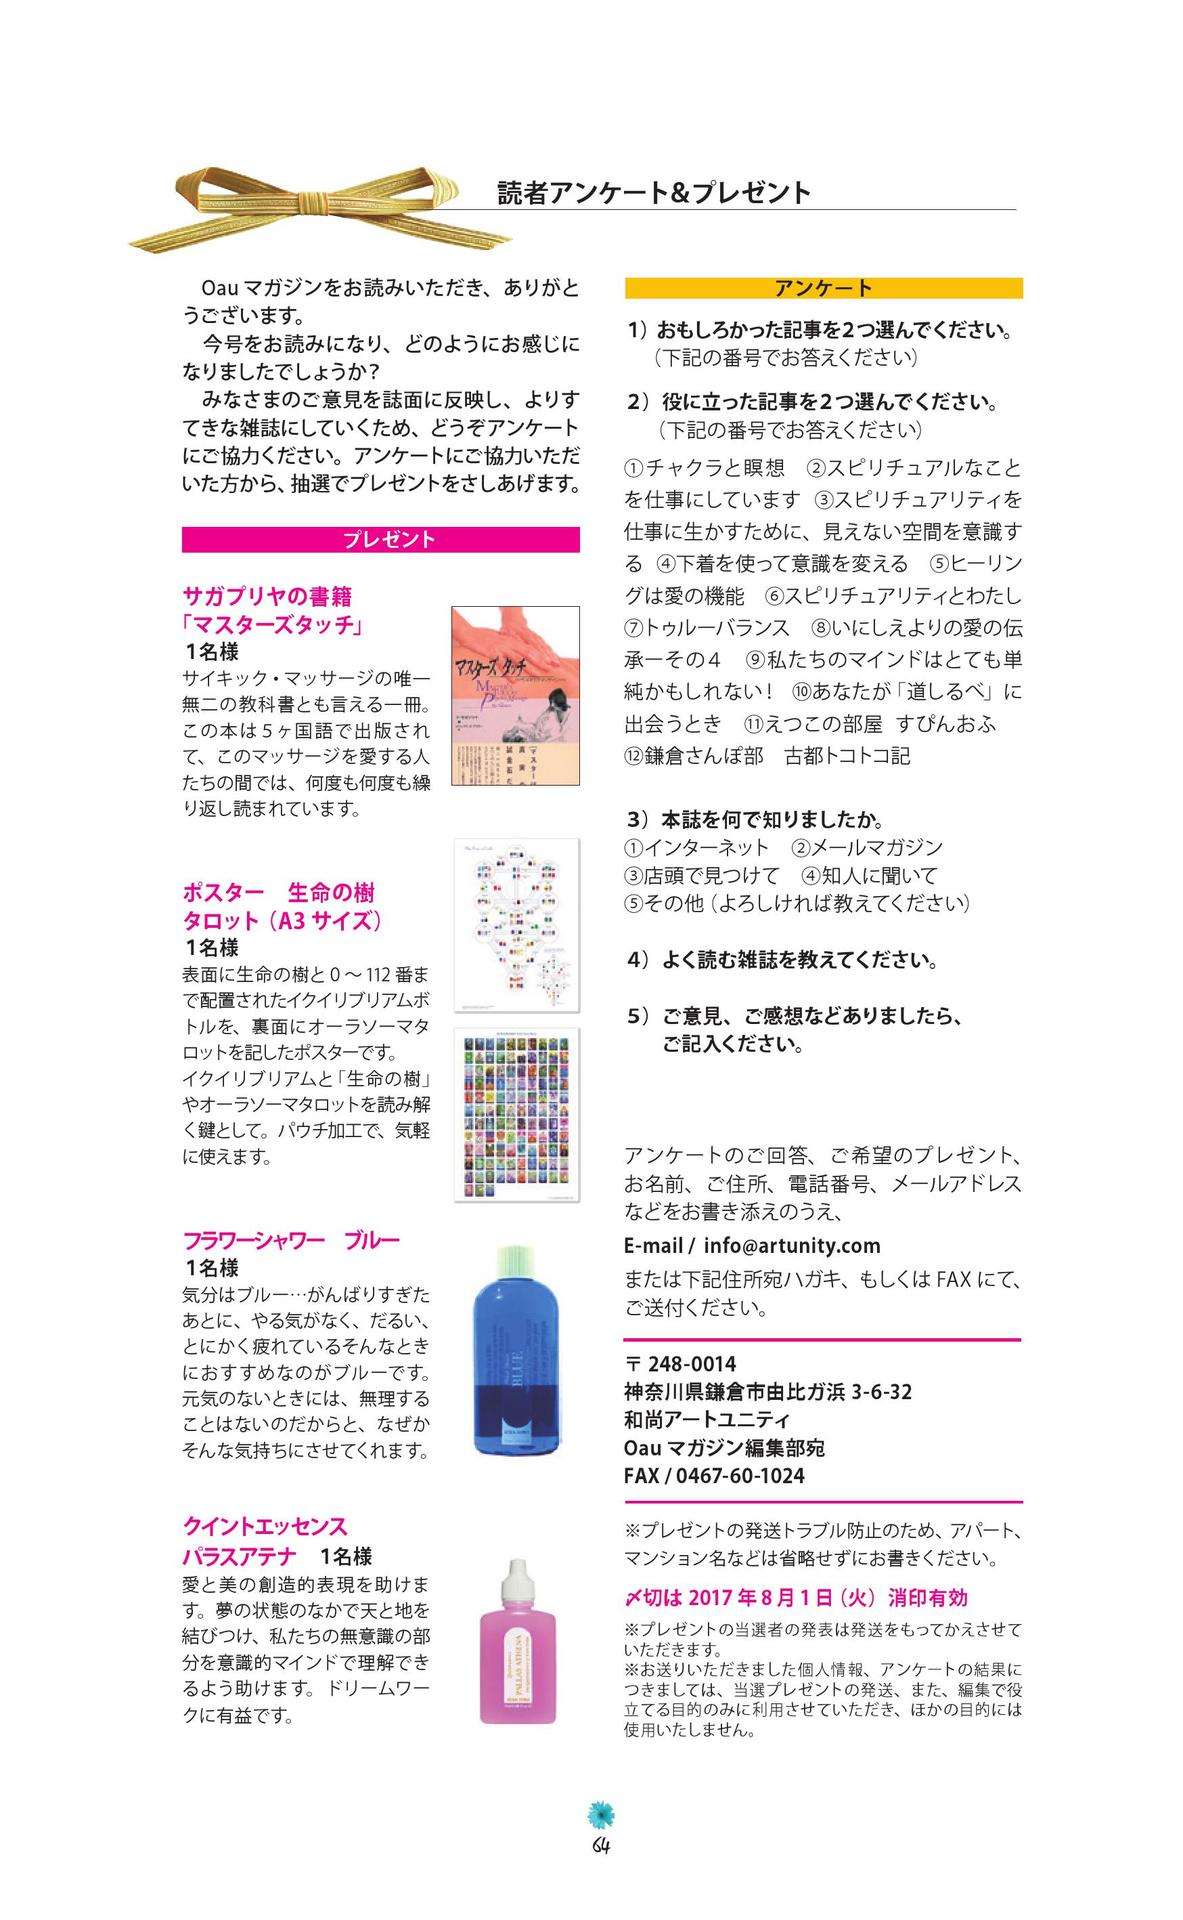 読者アンケート&プレゼント
Oau マガジンをお読みいただき、ありがと
うございます。
今号をお読みになり、どのようにお感じに
なりましたでしょうか？
みなさまのご意見を誌面に反映し、よりす
てきな雑誌にしていくため、どうぞアンケート
にご協力ください。アンケートにご協力いただ
いた方から、抽選でプレゼントをさしあげます。
プレゼント
サガプリヤの書籍
「マスターズタッチ」
1名様
サイキック・マッサージの唯一
無二の教科書とも言える一冊。
この本は5ヶ国語で出版され
て、このマッサージを愛する人
たちの間では、何度も何度も繰
り返し読まれています。
マスターズ タッチ
ポスター　生命の樹
タロット（A3 サイズ）
1名様
表面に生命の樹と0～112番ま
で配置されたイクイリブリアムボ
トルを、裏面にオーラソーマタ
ロットを記したポスターです。
イクイリブリアムと「生命の樹」
やオーラソーマタロットを読み解
く鍵として。パウチ加工で、気軽
に使えます。
フラワーシャワー　ブルー
1名様
気分はブルー…がんばりすぎた
あとに、やる気がなく、だるい、
とにかく疲れているそんなとき
におすすめなのがブルーです。
元気のないときには、無理する
ことはないのだからと、なぜか
そんな気持ちにさせてくれます。
BLUE
クイントエッセンス
パラスアテナ　1名様
愛と美の創造的表現を助けま
す。夢の状態のなかで天と地を
結びつけ、私たちの無意識の部
分を意識的マインドで理解でき
るよう助けます。ドリームワー
クに有益です。
PALLAS ATHENA
アンケート
1）おもしろかった記事を2つ選んでください。
（下記の番号でお答えください）
2）役に立った記事を2つ選んでください。
（下記の番号でお答えください）
①チャクラと瞑想　②スピリチュアルなこと
を仕事にしています　③スピリチュアリティを
仕事に生かすために、見えない空間を意識す
る　④下着を使って意識を変える　⑤ヒーリン
グは愛の機能　⑥スピリチュアリティとわたし
⑦トゥルーバランス　⑧いにしえよりの愛の伝
承ーその４　⑨私たちのマインドはとても単
純かもしれない！　⑩あなたが「道しるべ」に
出会うとき　⑪えつこの部屋 すぴんおふ
⑫鎌倉さんぽ部　古都トコトコ記
3）本誌を何で知りましたか。
①インターネット　②メールマガジン
③店頭で見つけて　④知人に聞いて
⑤その他（よろしければ教えてください）
4）よく読む雑誌を教えてください。
5）ご意見、ご感想などありましたら、
ご記入ください。
アンケートのご回答、ご希望のプレゼント、
お名前、ご住所、電話番号、メールアドレス
などをお書き添えのうえ、
E-mail / info@artunity.com
または下記住所宛ハガキ、もしくは FAX にて、
ご送付ください。
〒 248-0014
神奈川県鎌倉市由比ガ浜 3-6-32
和尚アートユニティ
Oau マガジン編集部宛
FAX / 0467-60-1024
※プレゼントの発送トラブル防止のため、アパート、
マンション名などは省略せずにお書きください。
〆切は 2017 年 8 月 1 日（火）消印有効
※プレゼントの当選者の発表は発送をもってかえさせて
いただきます。
※お送りいただきました個人情報、アンケートの結果に
つきましては、当選プレゼントの発送、また、編集で役
立てる目的のみに利用させていただき、ほかの目的には
使用いたしません。
64